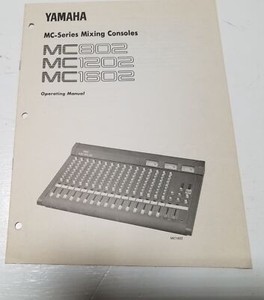 YAMAHA
MC-Series Mixing Consoles
MC802
MC1202
MC1602
Operating Manual